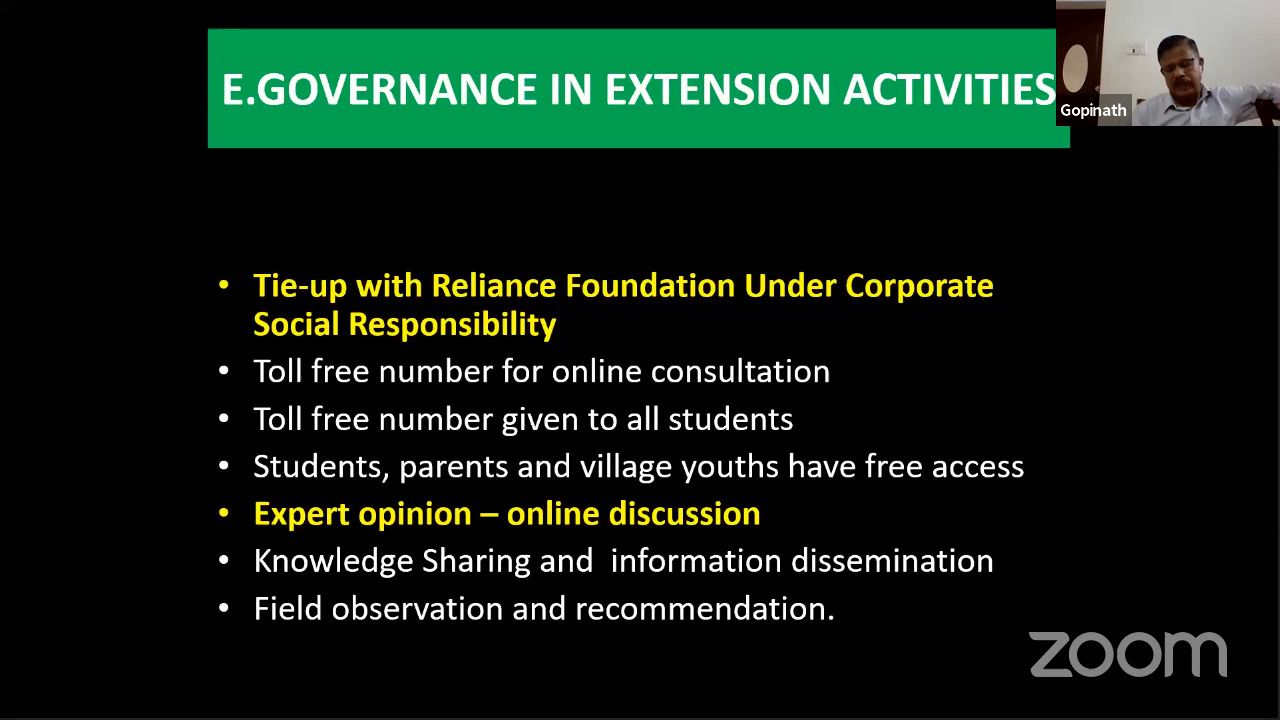 E.GOVERNANCE IN EXTENSION ACTIVITIES
Gopinath
• Tie-up with Reliance Foundation Under Corporate
Social Responsibility
• Toll free number for online consultation
• Toll free number given to all students
• Students, parents and village youths have free access
• Expert opinion – online discussion
• Knowledge Sharing and  information dissemination
• Field observation and recommendation.
zoom